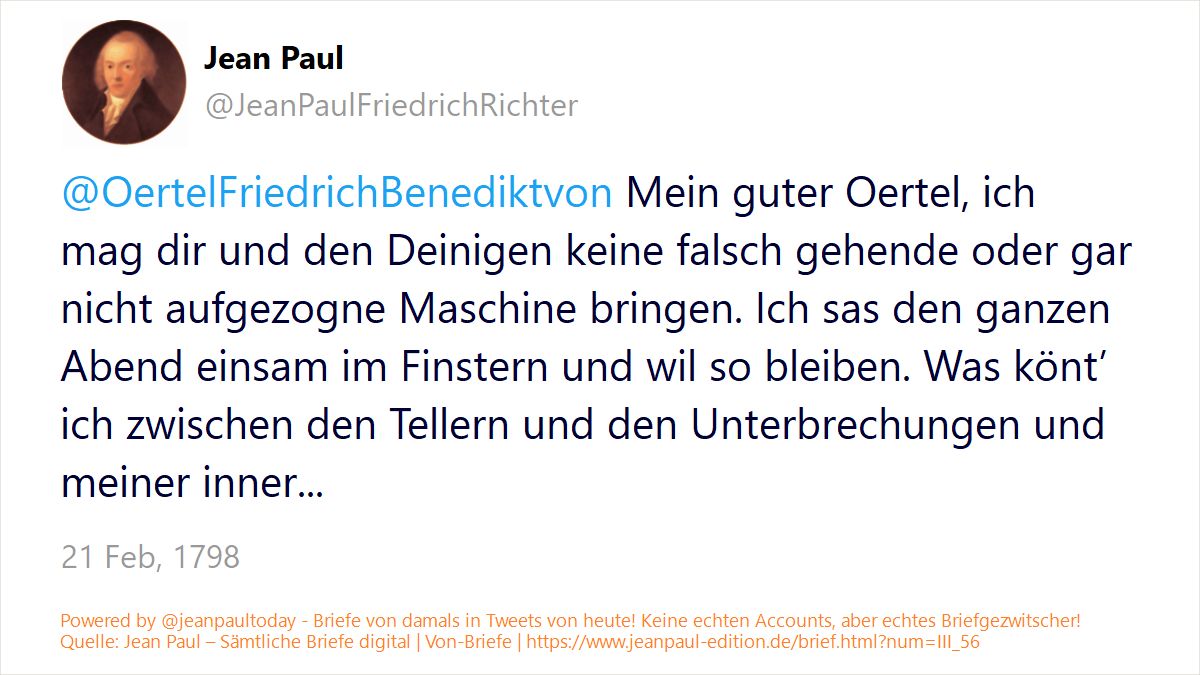 Jean Paul
@JeanPaulFriedrichRichter
@OertelFriedrichBenediktvon Mein guter Oertel, ich
mag dir und den Deinigen keine falsch gehende oder gar
nicht aufgezogne Maschine bringen. Ich sas den ganzen
Abend einsam im Finstern und wil so bleiben. Was könt’
ich zwischen den Tellern und den Unterbrechungen und
meiner inner...
21 Feb, 1798
Powered by @jeanpaultoday - Briefe von damals in Tweets von heute! Keine echten Accounts, aber echtes Briefgezwitscher!
Quelle: Jean Paul – Sämtliche Briefe digital | Von-Briefe | https://www.jeanpaul-edition.de/brief.html?num=III_56